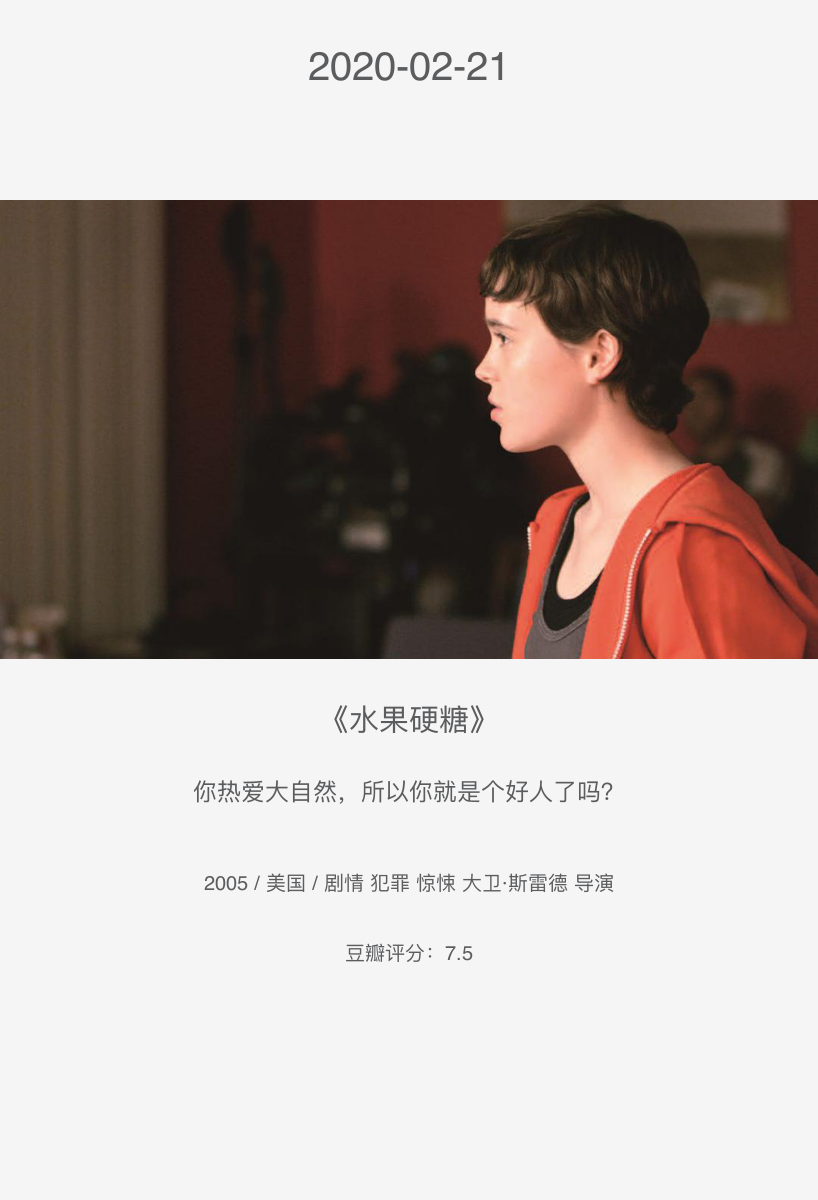 2020-02-21
《水果硬糖》
你热爱大自然，所以你就是个好人了吗？
2005 / 美国 / 剧情 犯罪 惊悚 大卫·斯雷德 导演
豆瓣评分：7.5